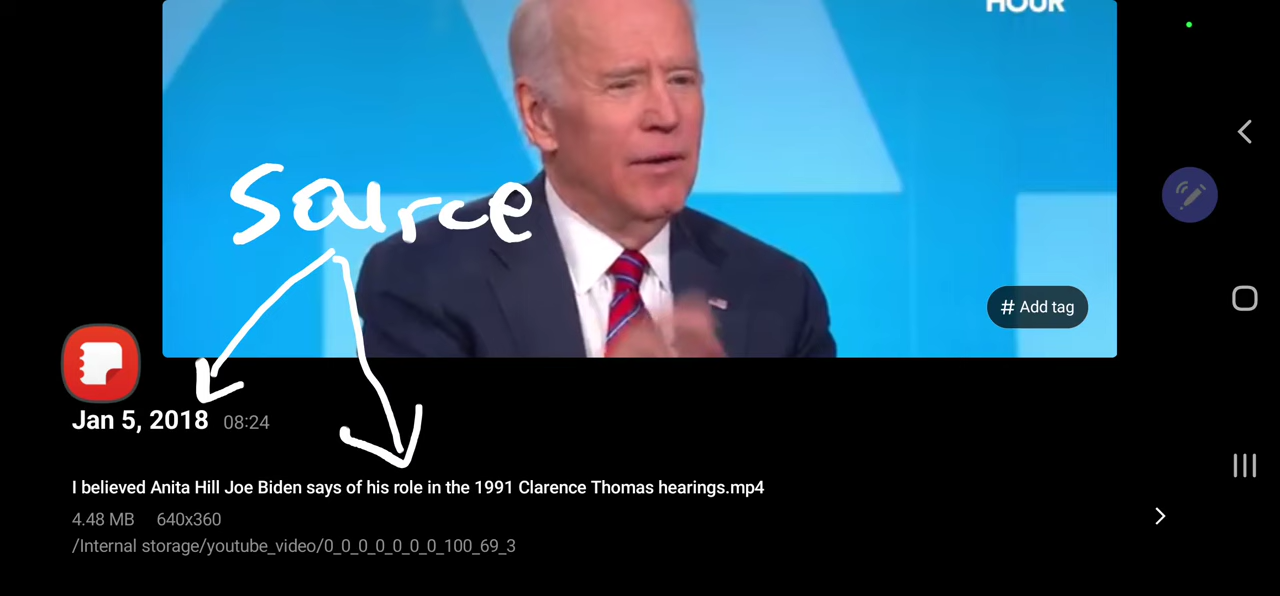 HOUR
Source
# Add tag
Jan 5, 2018 08:24
I believed Anita Hill Joe Biden says of his role in the 1991 Clarence Thomas hearings.mp4
4.48 MB 640x360
/Internal storage/youtube_video/0_0_0_0_0_0_0_100_69_3